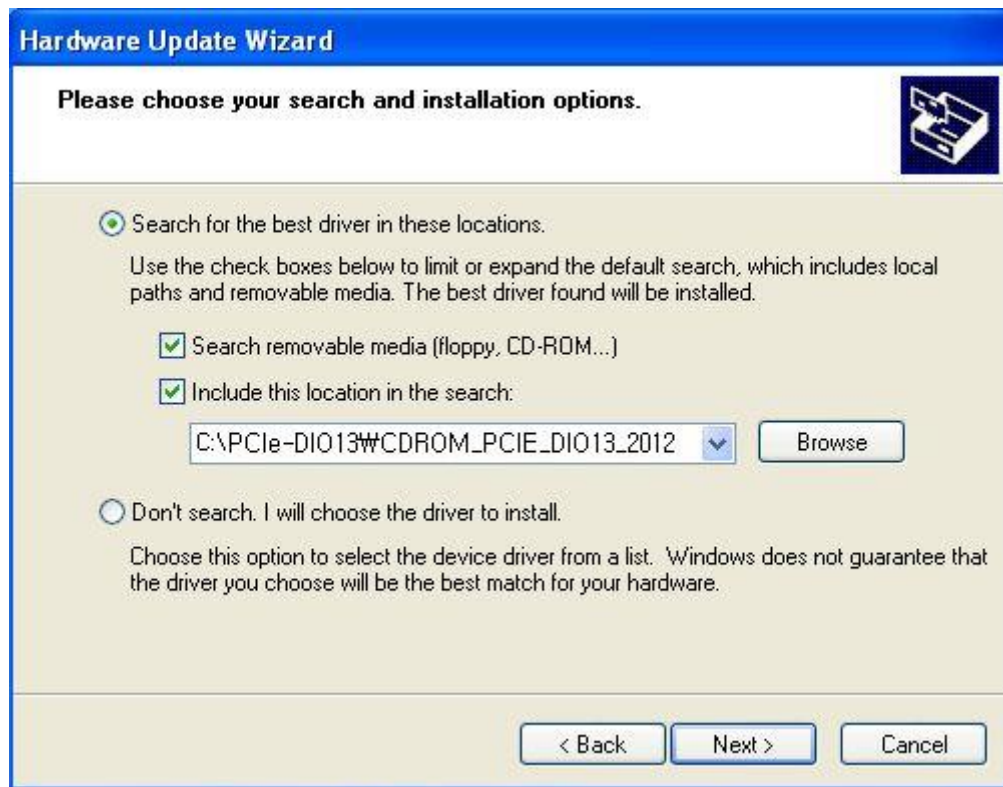 Hardware Update Wizard
Please choose your search and installation options.
Search for the best driver in these locations.
Use the check boxes below to limit or expand the default search, which includes local
paths and removable media. The best driver found will be installed.
Search removable media (floppy, CD-ROM...)
Include this location in the search:
C:\PCIe-DIO13₩CDROM_PCIE_DIO13_2012
Browse
Don't search. I will choose the driver to install.
Choose this option to select the device driver from a list. Windows does not guarantee that
the driver you choose will be the best match for your hardware.
< Back Next > Cancel